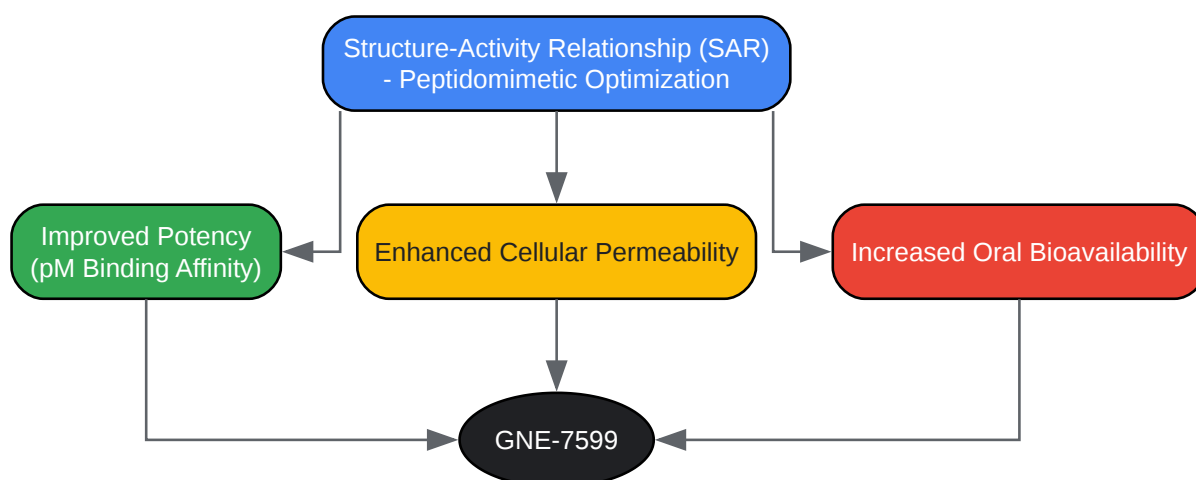 Structure-Activity Relationship (SAR)
- Peptidomimetic Optimization
Improved Potency
(pM Binding Affinity)
Enhanced Cellular Permeability
Increased Oral Bioavailability
GNE-7599